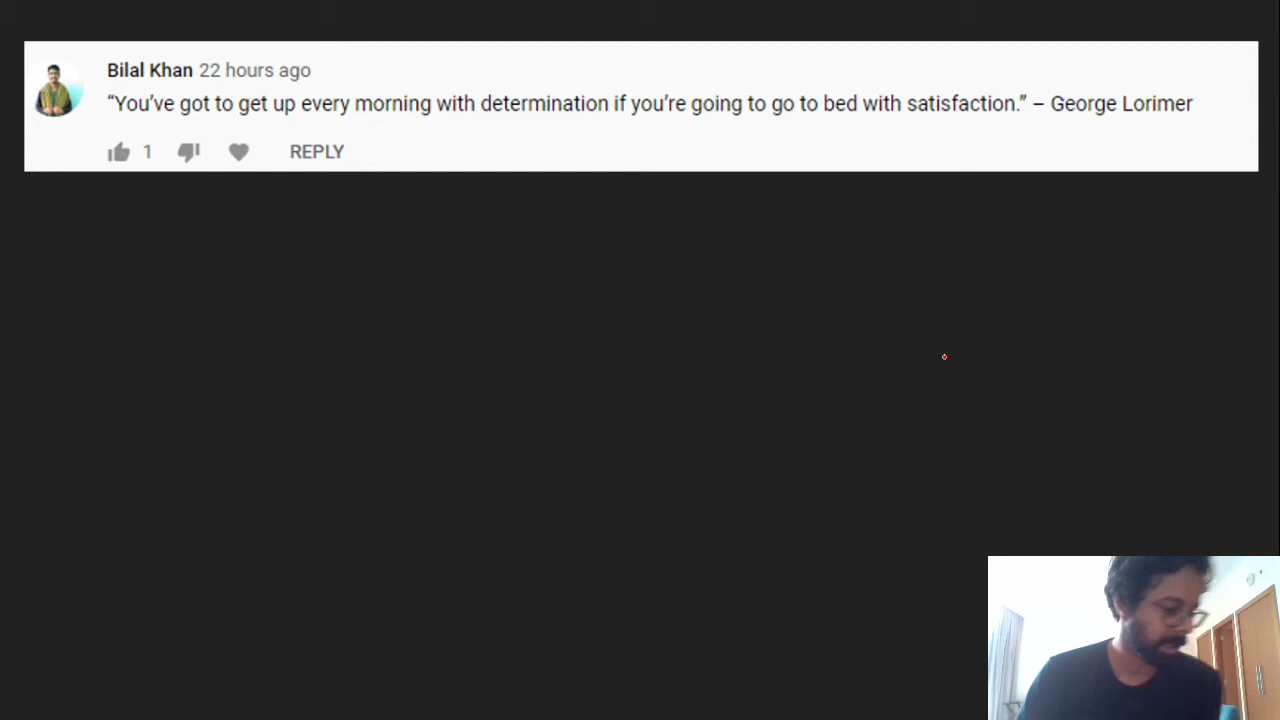 Bilal Khan 22 hours ago
“You’ve got to get up every morning with determination if you’re going to go to bed with satisfaction.” – George Lorimer
1 REPLY